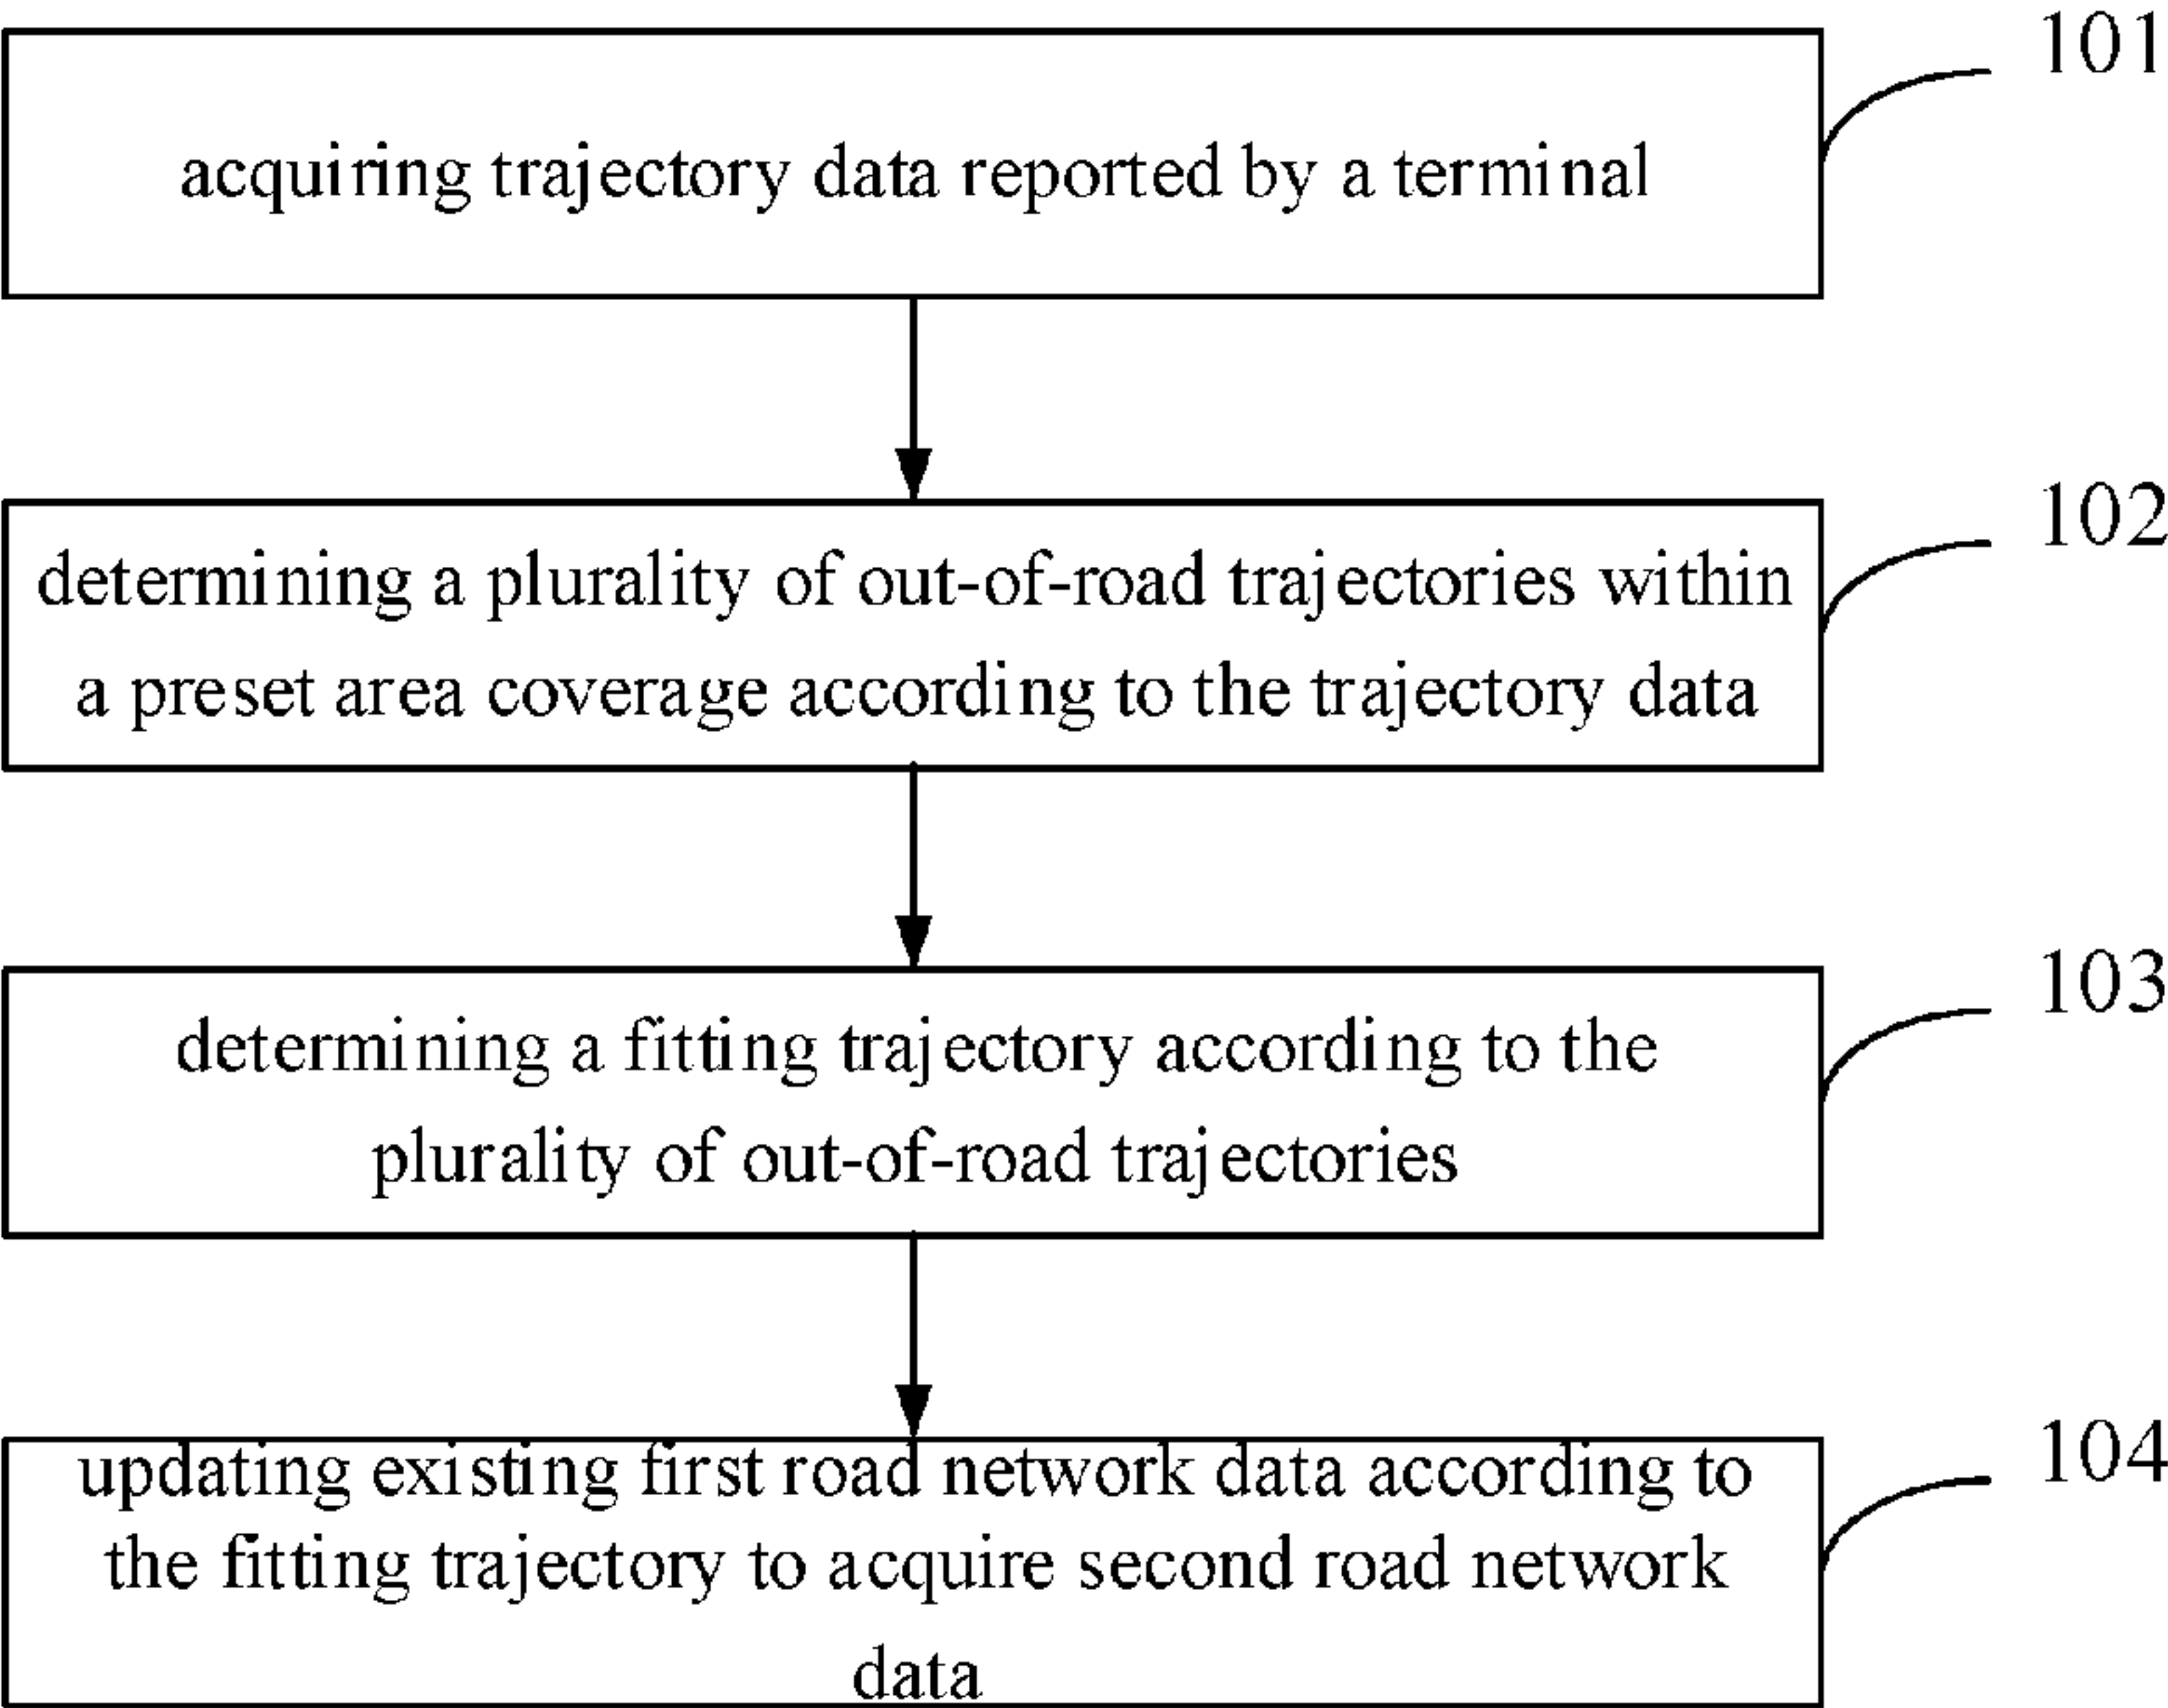 101
acquiring trajectory data reported by a terminal
102
determining a plurality of out-of-road trajectories within
a preset area coverage according to the trajectory data
103
determining a fitting trajectory according to the
plurality of out-of-road trajectories
104
updating existing first road network data according to
the fitting trajectory to acquire second road network
data